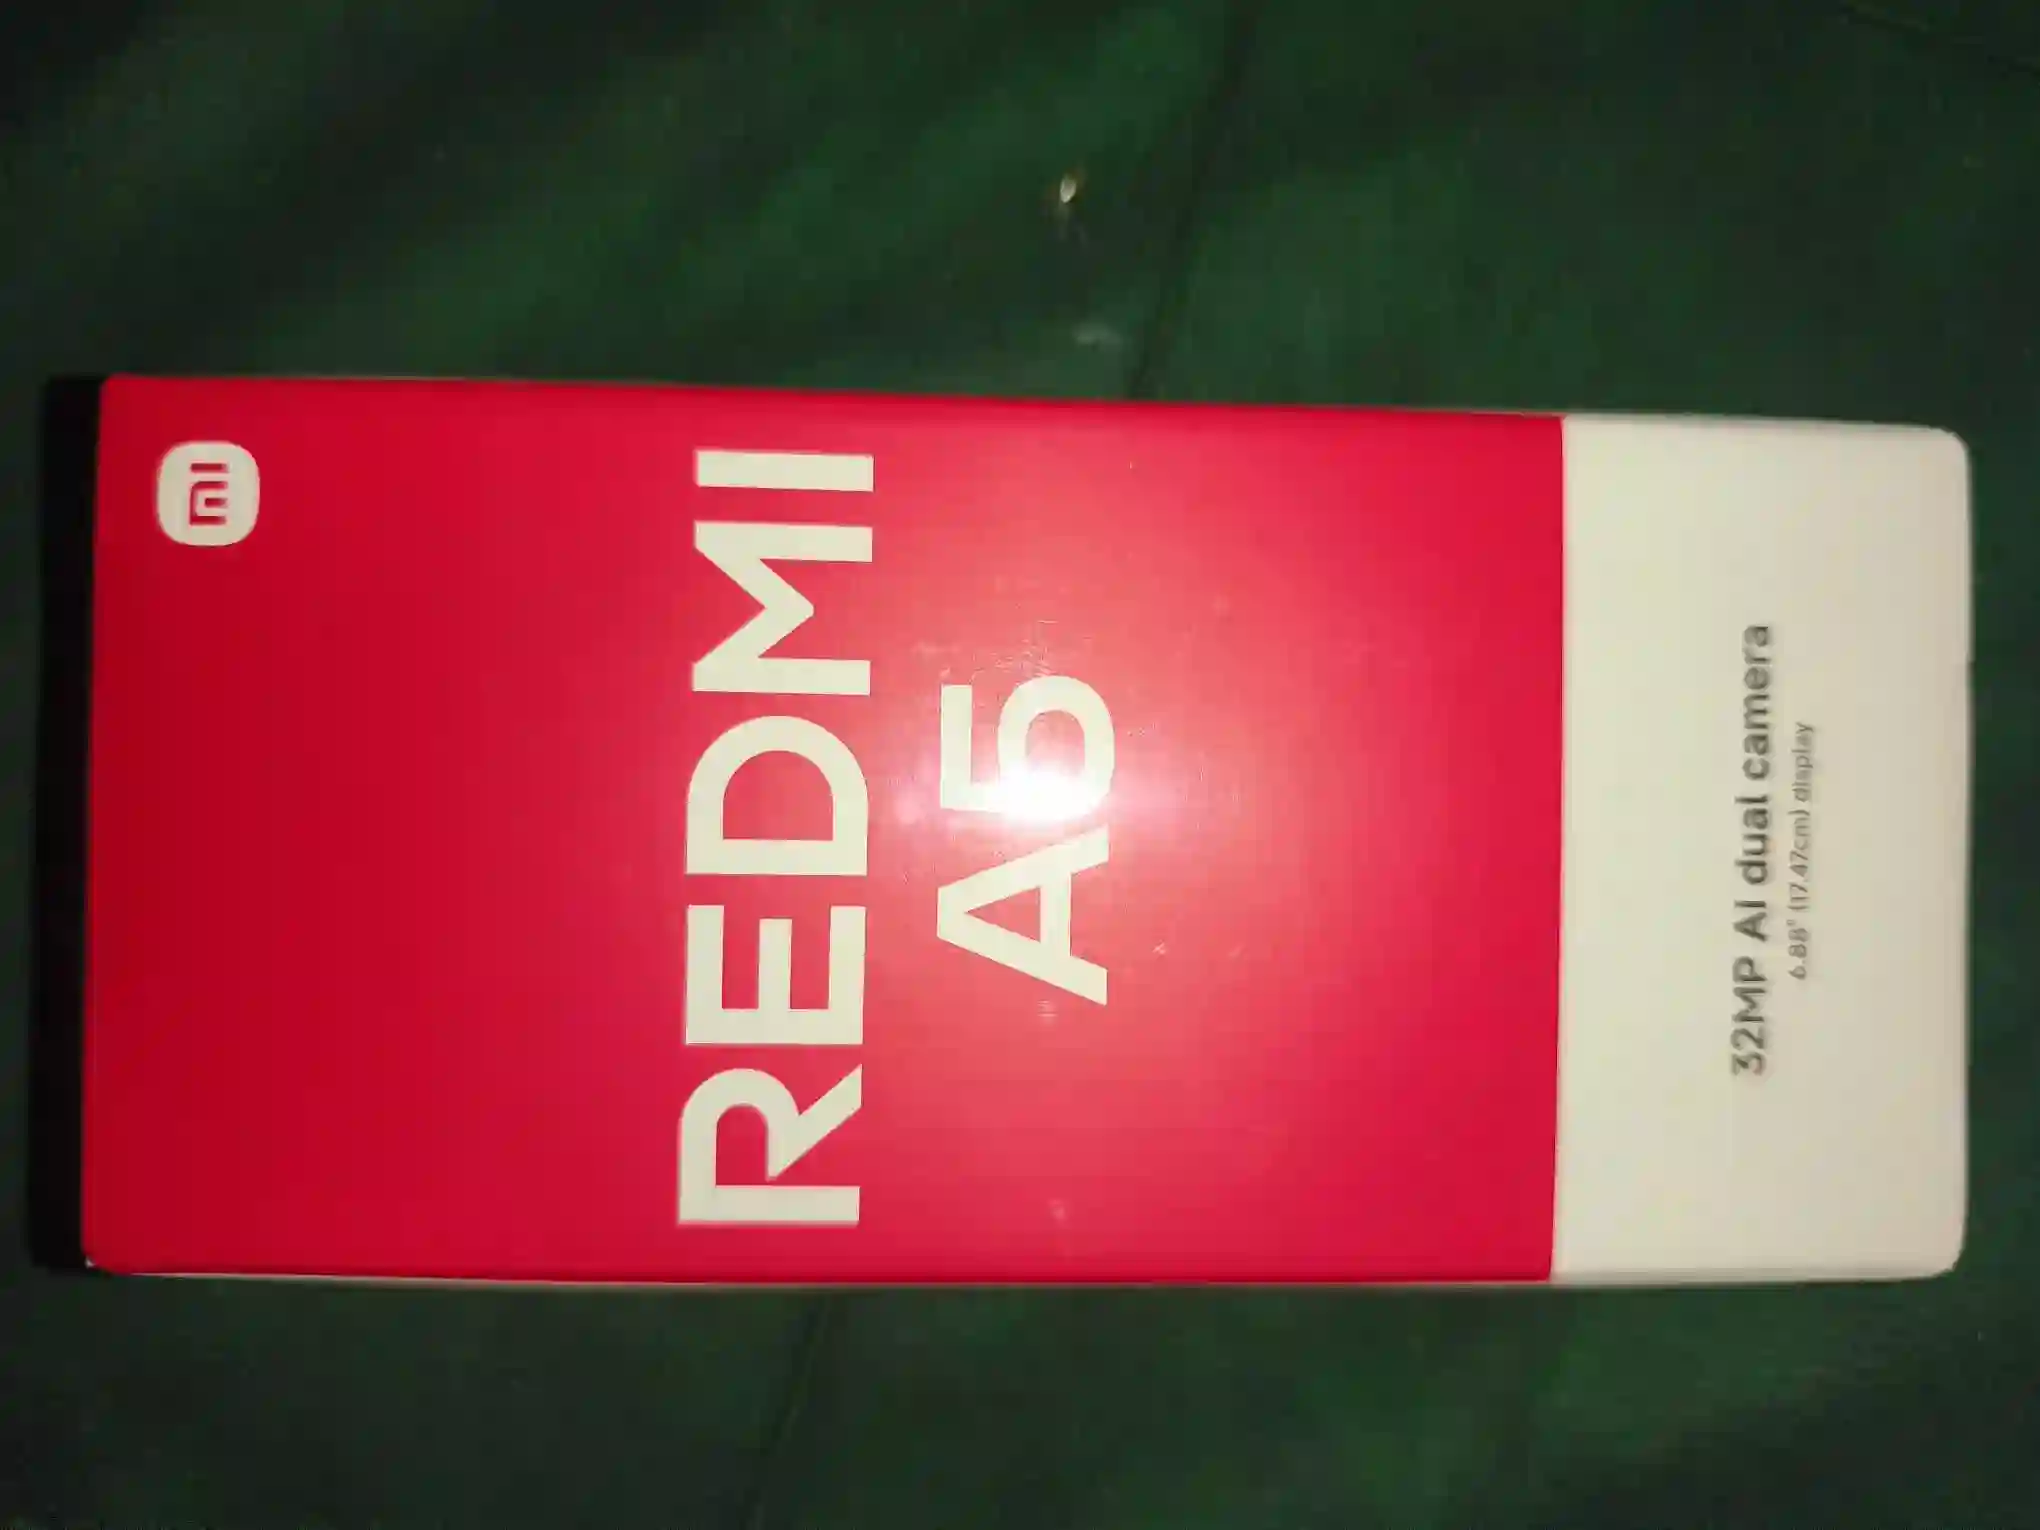 mi
REDMI
A5
32MP AI dual camera
6.88" (17.47cm) display